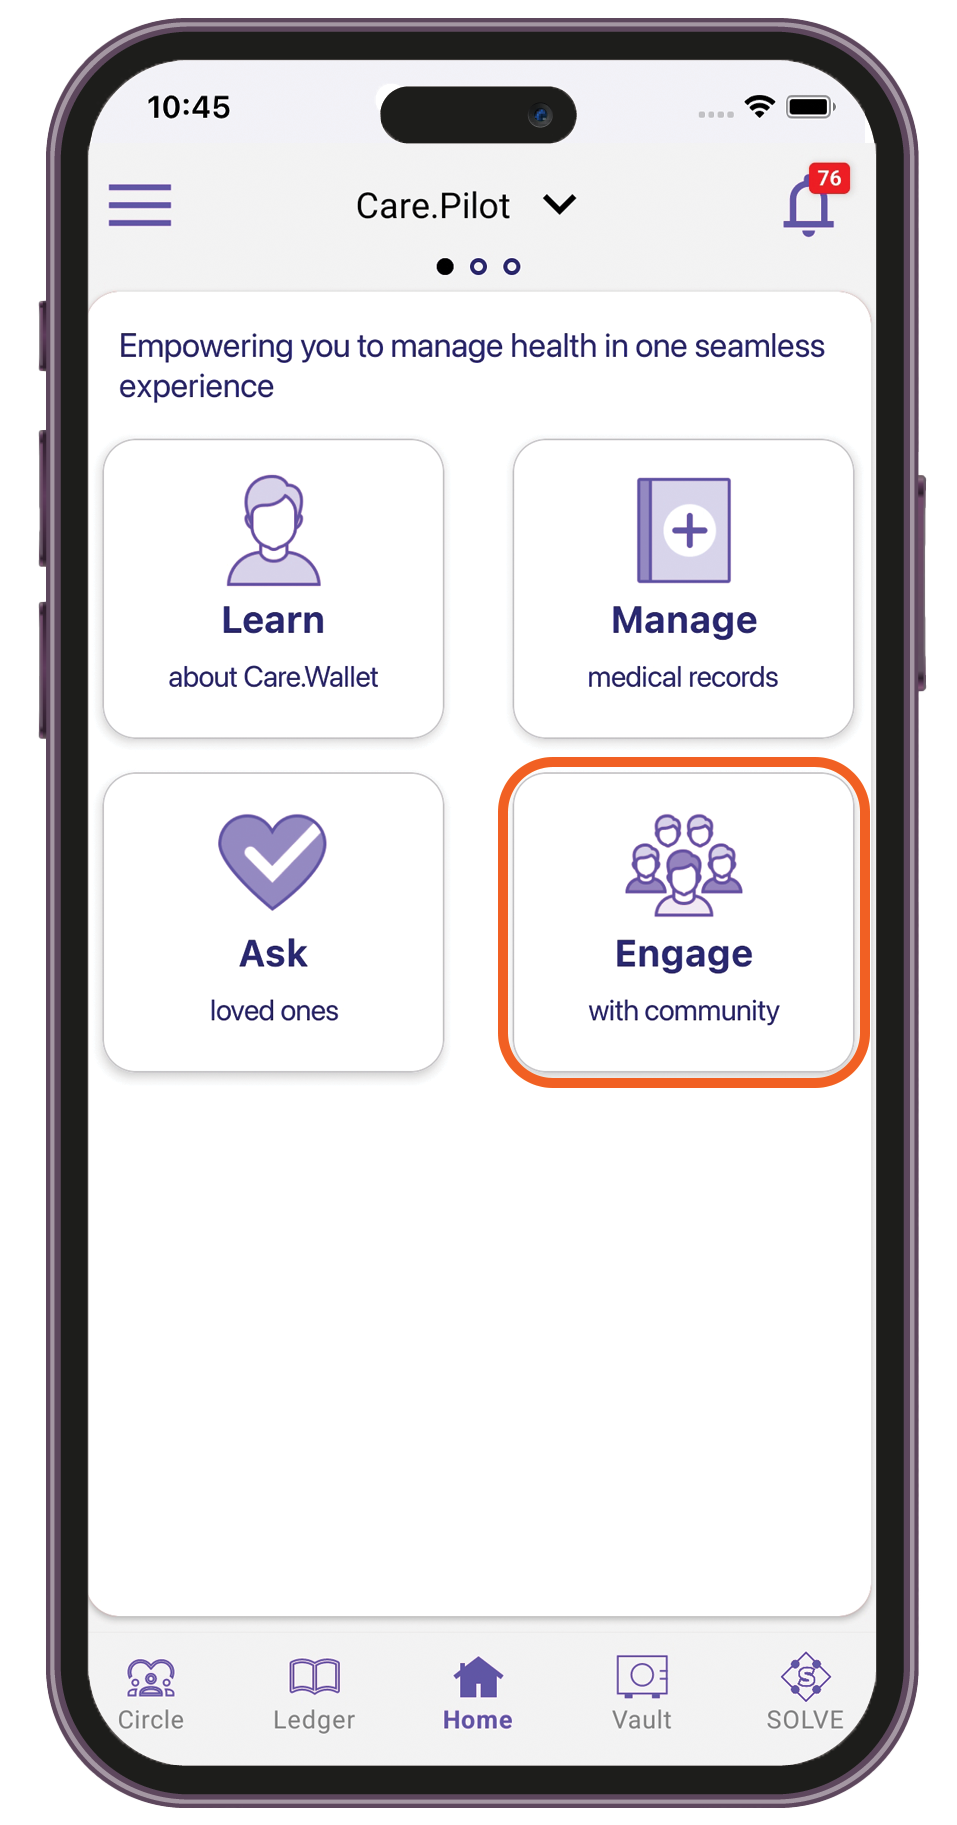 10:45
Care.Pilot
76
Empowering you to manage health in one seamless
experience
Learn
about Care.Wallet
Manage
medical records
Ask
loved ones
Engage
with community
Circle
Ledger
Home
Vault
S
SOLVE